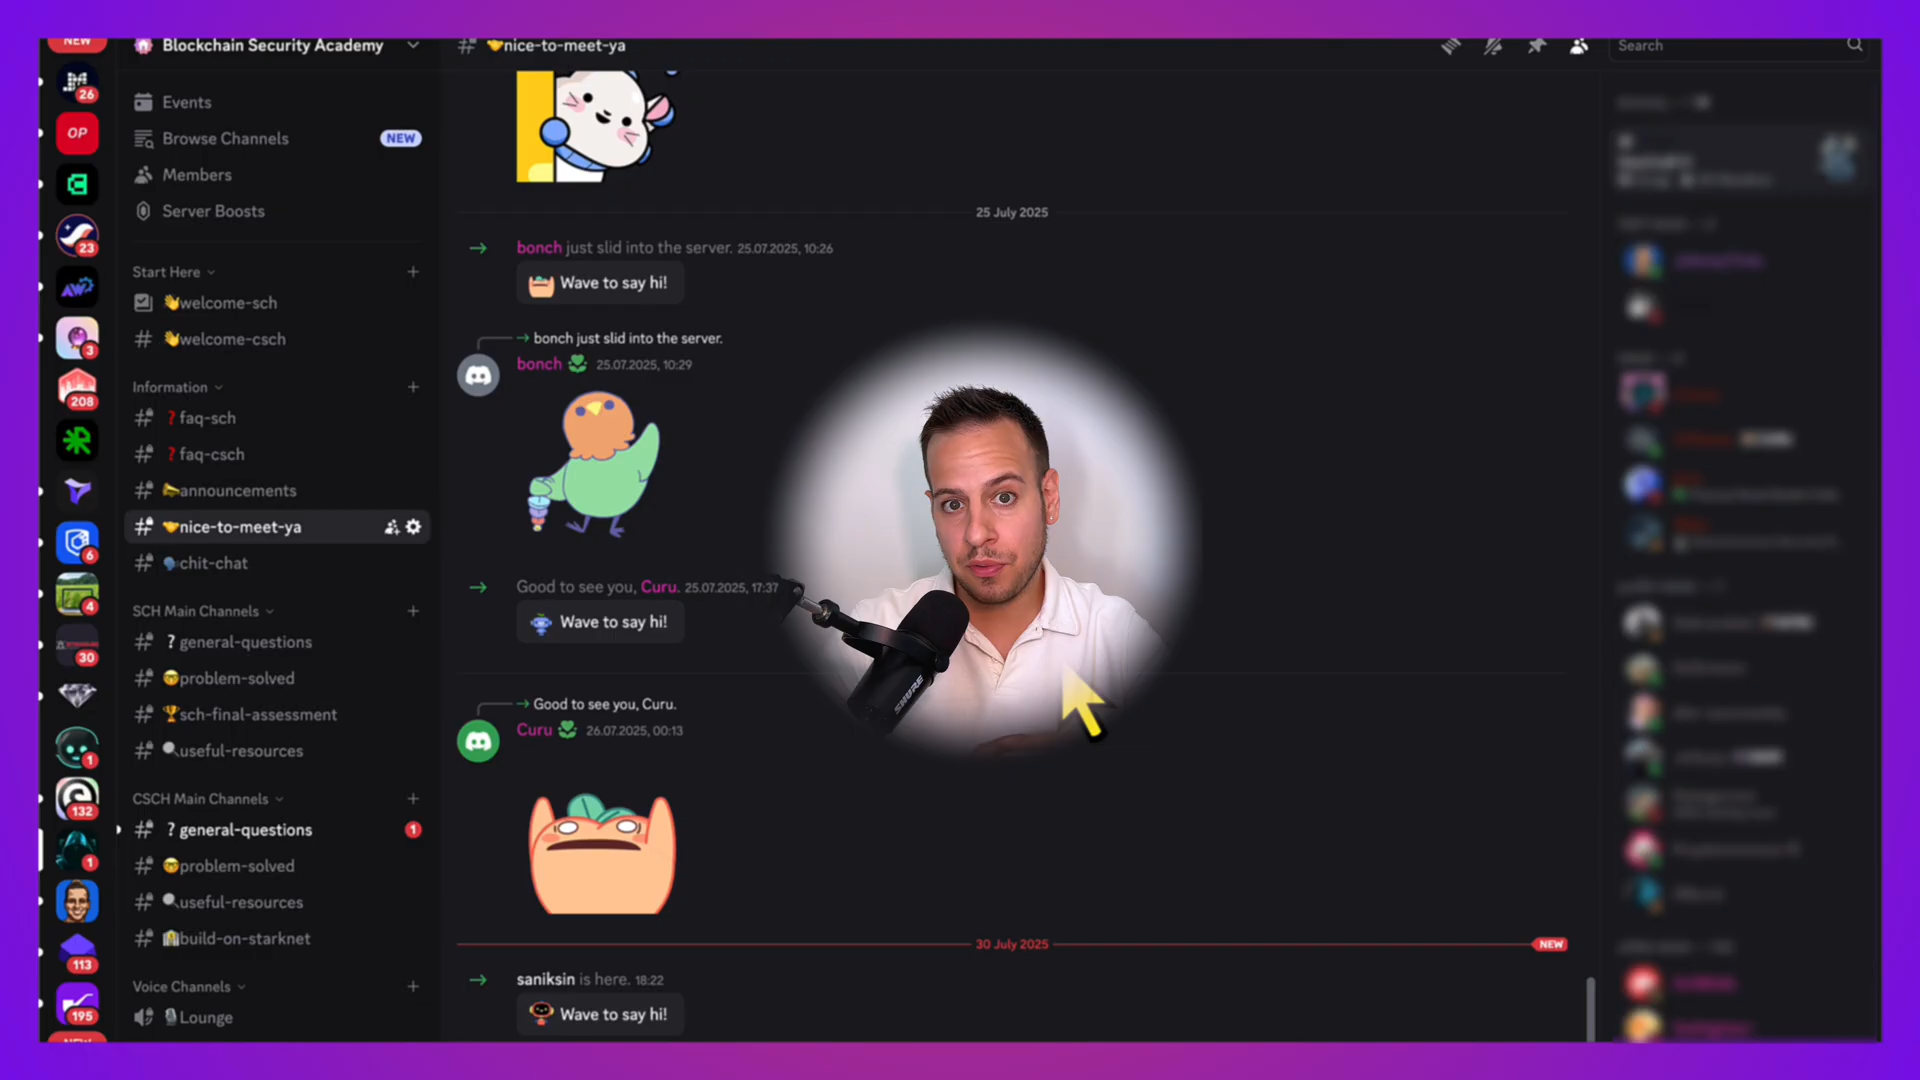 NEW
26
OP
23
3
208
6
4
30
1
132
1
113
195
Blockchain Security Academy
Events
Browse Channels
NEW
Members
Server Boosts
Start Here
welcome-sch
welcome-csch
Information
faq-sch
faq-csch
announcements
nice-to-meet-ya
chit-chat
SCH Main Channels
general-questions
problem-solved
sch-final-assessment
useful-resources
CSCH Main Channels
general-questions
1
problem-solved
useful-resources
build-on-starknet
Voice Channels
Lounge
nice-to-meet-ya
Search
25 July 2025
bonch just slid into the server. 25.07.2025, 10:26
Wave to say hi!
bonch just slid into the server.
bonch 25.07.2025, 10:29
Good to see you, Curu. 25.07.2025, 17:37
Wave to say hi!
Good to see you, Curu.
Curu 26.07.2025, 00:13
SHURE
30 July 2025
NEW
saniksin is here. 18:22
Wave to say hi!